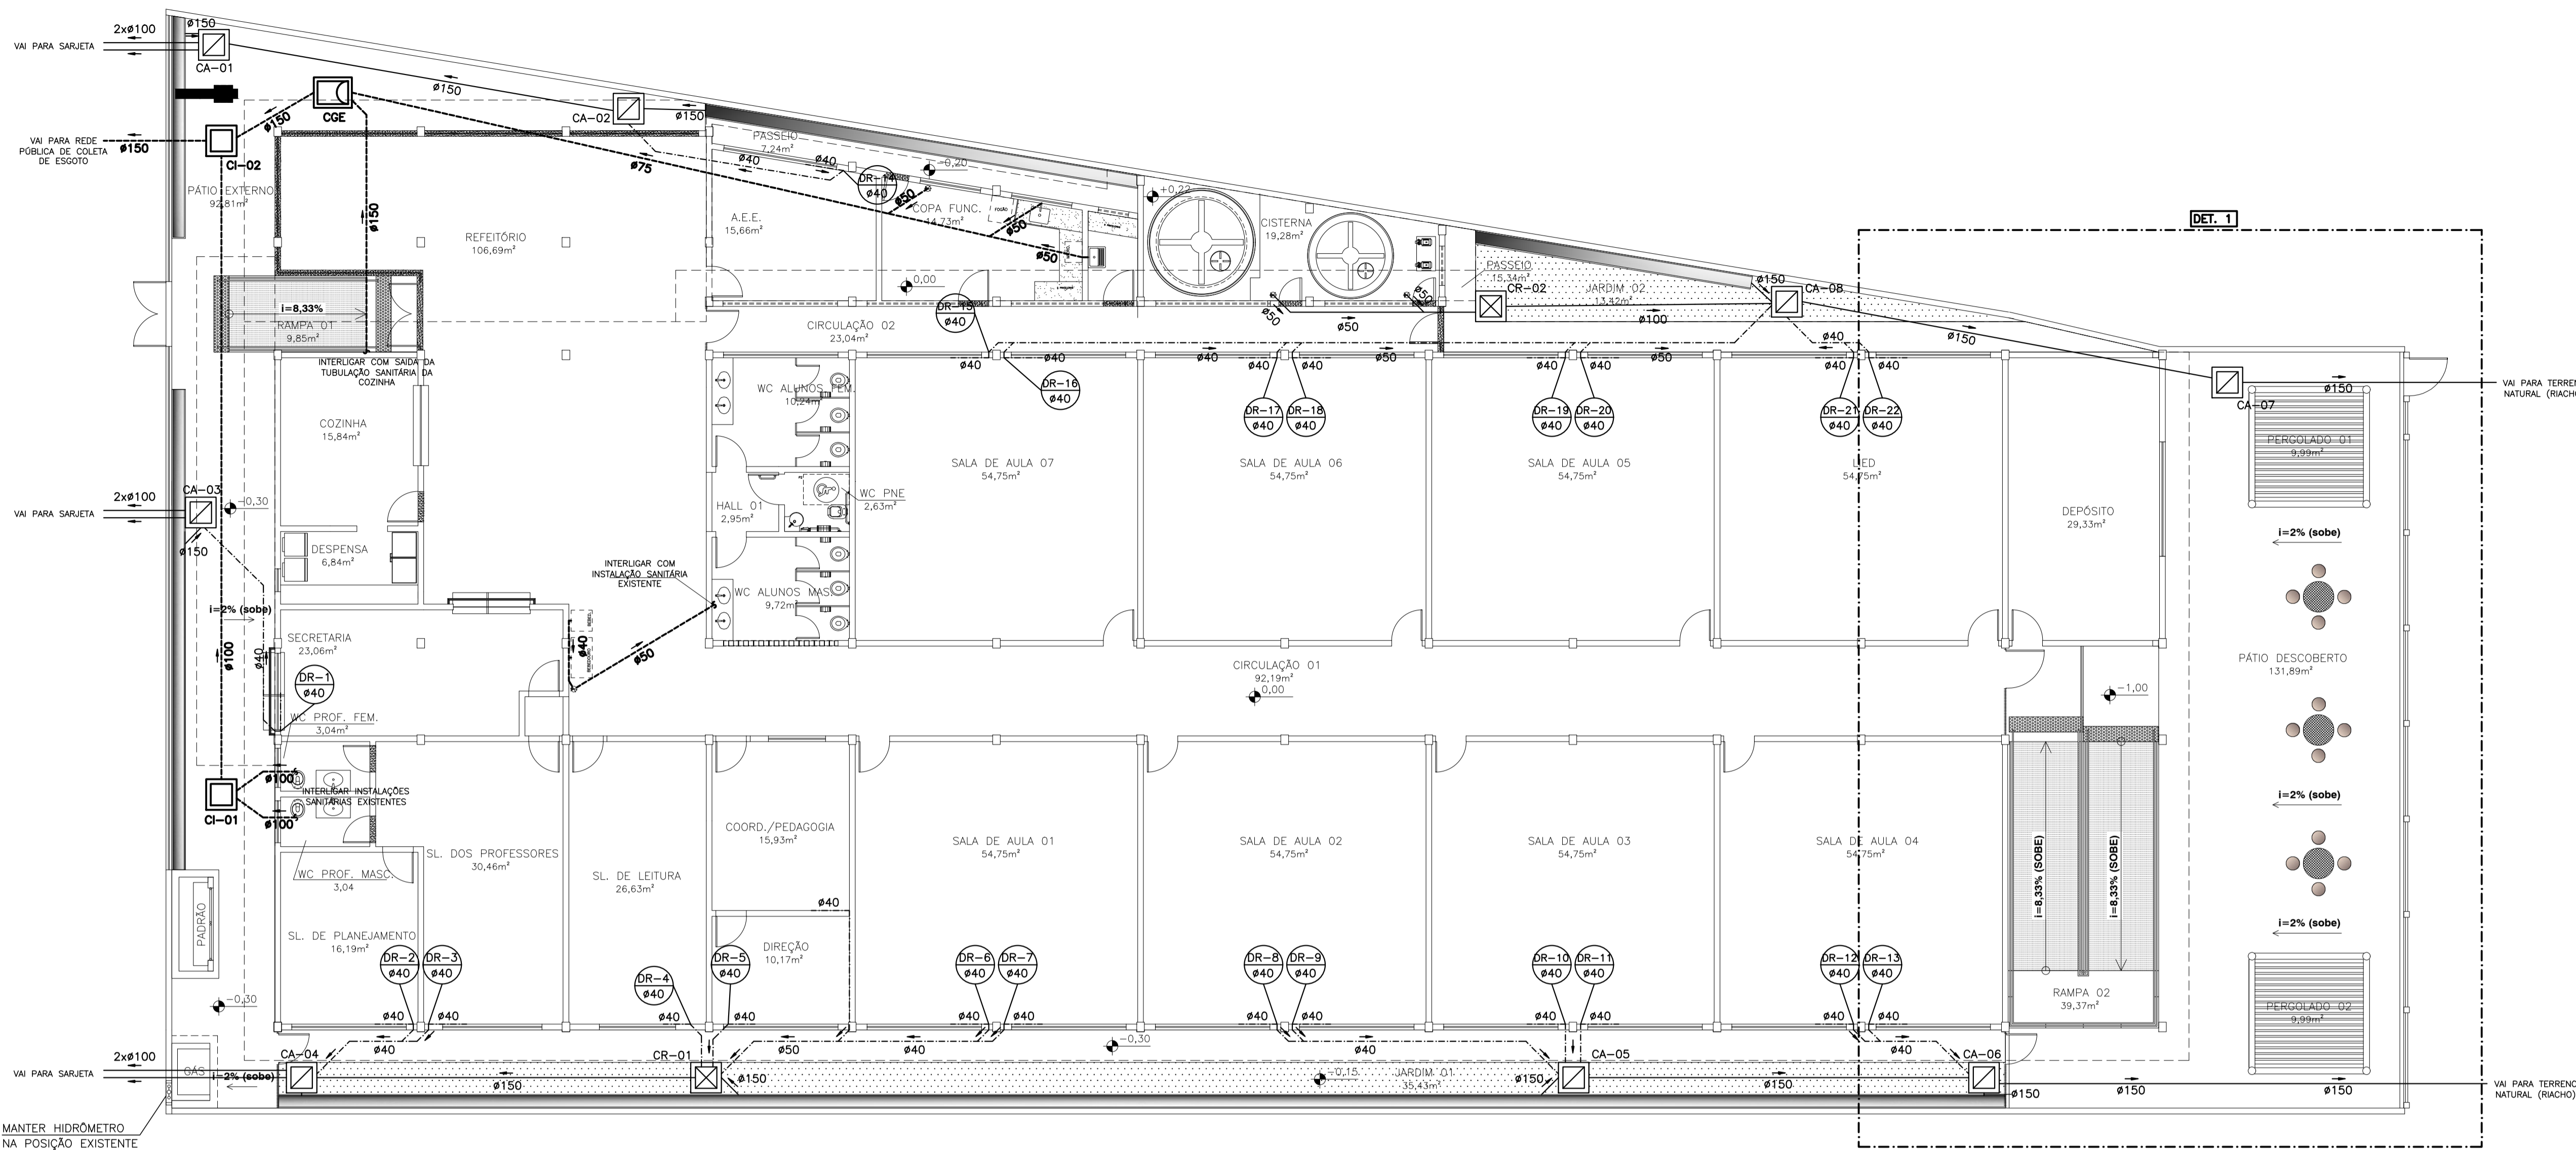 ø150
2xø100
VAI PARA SARJETA
CA-01
ø150
CGE
ø150
CA-02
ø150
VAI PARA REDE
PÓBLICA DE COLETA
DE ESGOTO
ø150
CI-02
PÁTIO EXTERNO
92,81m²
ø150
REFEITÓRIO
106,69m²
ø75
PASSEIO
7,24m²
ø40
ø40
DR-14
ø40
-0,20
ø50
A.E.E.
15,66m²
COPA FUNC.
14,73m²
FOGÃO
ø50
ø50
+0,22
CISTERNA
19,28m²
0,00
PASSEIO
15,34m²
JARDIM 02
13,42m²
CR-02
ø150
CA-08
DET. 1
ø50
ø50
ø50
ø100
ø150
i=8,33%
RAMPA 01
9,85m²
INTERLIGAR COM SAÍDA DA
TUBULAÇÃO SANITÁRIA DA
COZINHA
CIRCULAÇÃO 02
23,04m²
DR-15
ø40
ø40
ø40
DR-16
ø40
ø40
ø40
ø40
DR-17
ø40
DR-18
ø40
ø50
ø40
ø40
ø50
DR-19
ø40
DR-20
ø40
ø40
ø40
ø40
DR-21
ø40
DR-22
ø40
CA-07
ø150
VAI PARA TERREN
NATURAL (RIACHO
COZINHA
15,84m²
WC ALUNOS FEM.
10,24m²
SALA DE AULA 07
54,75m²
SALA DE AULA 06
54,75m²
SALA DE AULA 05
54,75m²
LIED
54,75m²
DEPÓSITO
29,33m²
PERGOLADO 01
9,99m²
CA-03
2xø100
VAI PARA SARJETA
-0,30
ø150
HALL 01
2,95m²
WC PNE
2,63m²
DESPENSA
6,84m²
INTERLIGAR COM
INSTALAÇÃO SANITÁRIA
EXISTENTE
WC ALUNOS MAS.
9,72m²
i=2% (sobe)
i=2% (sobe)
SECRETARIA
23,06m²
ø100
ø40
ø40
ø50
DR-1
ø40
CIRCULAÇÃO 01
92,19m²
0,00
-1,00
PÁTIO DESCOBERTO
131,89m²
WC PROF. FEM.
3,04m²
ø100
INTERLIGAR INSTALAÇÕES
SANITÁRIAS EXISTENTES
CI-01
ø100
i=2% (sobe)
COORD./PEDAGOGIA
15,93m²
SALA DE AULA 01
54,75m²
SALA DE AULA 02
54,75m²
SALA DE AULA 03
54,75m²
SALA DE AULA 04
54,75m²
i=8,33% (SOBE)
i=8,33% (SOBE)
SL. DOS PROFESSORES
30,46m²
SL. DE LEITURA
26,63m²
WC PROF. MASC.
3,04
ø40
i=2% (sobe)
PADRÃO
SL. DE PLANEJAMENTO
16,19m²
DIREÇÃO
10,17m²
DR-2
ø40
DR-3
ø40
DR-4
ø40
DR-5
ø40
DR-6
ø40
DR-7
ø40
DR-8
ø40
DR-9
ø40
DR-10
ø40
DR-11
ø40
DR-12
ø40
DR-13
ø40
RAMPA 02
39,37m²
PERGOLADO 02
9,99m²
-0,30
ø40
ø40
ø40
ø40
ø40
ø40
ø40
ø40
ø40
ø40
ø40
ø40
ø40
ø50
ø40
-0,30
ø40
ø40
2xø100
VAI PARA SARJETA
CA-04
CR-01
CA-05
CA-06
GÁS
i=2% (sobe)
ø150
ø150
-0,15
JARDIM 01
35,43m²
ø150
ø150
ø150
ø150
ø150
VAI PARA TERRENO
NATURAL (RIACHO)
MANTER HIDRÔMETRO
NA POSIÇÃO EXISTENTE